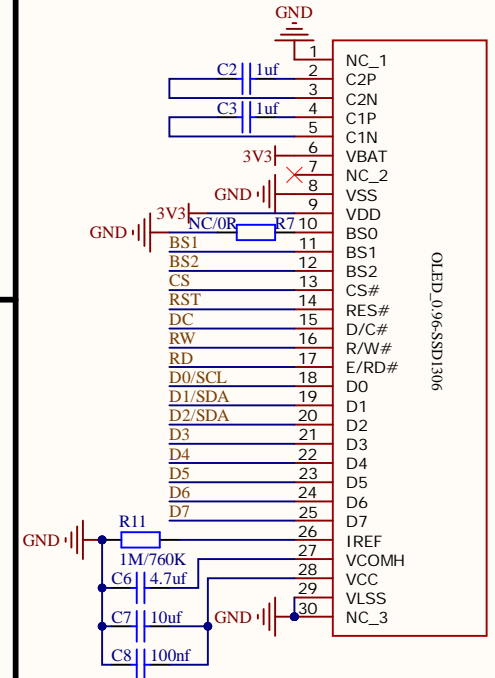 GND
1 NC_1
C2 1uf 2 C2P
3 C2N
C3 1uf 4 C1P
5 C1N
3V3 6 VBAT
7 NC_2
GND 8 VSS
3V3 9 VDD
GND NC/0R R7 10 BS0
BS1 11 BS1
BS2 12 BS2
CS 13 CS#
RST 14 RES#
DC 15 D/C#
RW 16 R/W#
RD 17 E/RD#
D0/SCL 18 D0
D1/SDA 19 D1
D2/SDA 20 D2
D3 21 D3
D4 22 D4
D5 23 D5
D6 24 D6
D7 25 D7
OLED_0.96-SSD1306
GND R11 26 IREF
1M/760K 27 VCOMH
C6 4.7uf 28 VCC
29 VLSS
C7 10uf GND 30 NC_3
C8 100nf